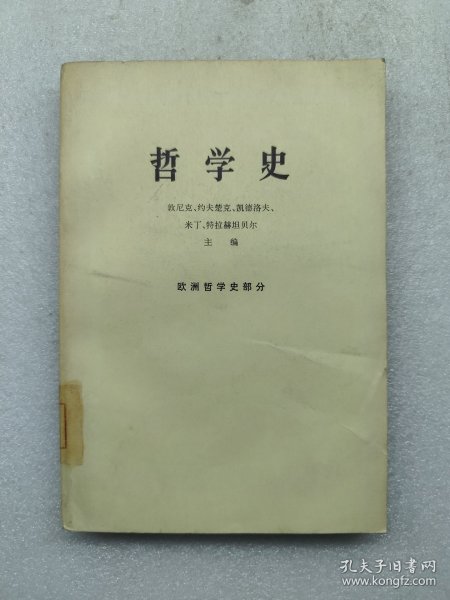 哲学史
敦尼克、约夫楚克、凯德洛夫、
米丁、特拉赫坦贝尔
主 编
欧洲哲学史部分
孔夫子旧书网
www.kongfz.com